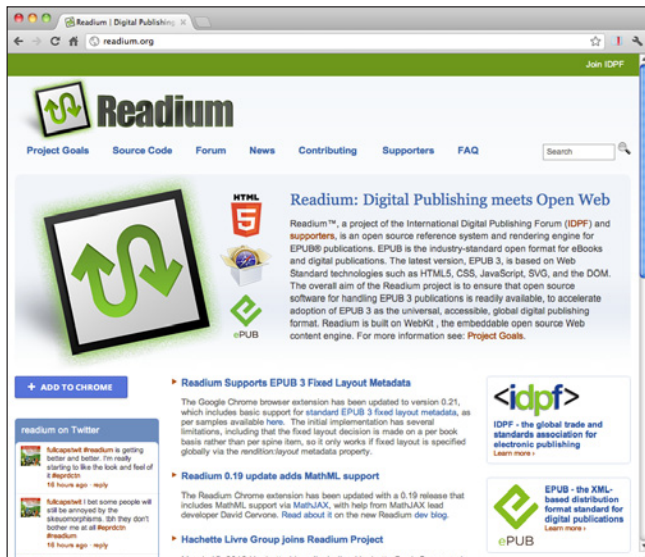 Readium | Digital Publishing
readium.org
Join IDPF
Readium
Project Goals Source Code Forum News Contributing Supporters FAQ
Search
HTML
5
ePUB
Readium: Digital Publishing meets Open Web
Readium™, a project of the International Digital Publishing Forum (IDPF) and
supporters, is an open source reference system and rendering engine for
EPUB® publications. EPUB is the industry-standard open format for eBooks
and digital publications. The latest version, EPUB 3, is based on Web
Standard technologies such as HTML5, CSS, JavaScript, SVG, and the DOM.
The overall aim of the Readium project is to ensure that open source
software for handling EPUB 3 publications is readily available, to accelerate
adoption of EPUB 3 as the universal, accessible, global digital publishing
format. Readium is built on WebKit , the embeddable open source Web
content engine. For more information see: Project Goals.
+ ADD TO CHROME
readium on Twitter
fullcapstwit #readium is getting
better and better. I'm really
starting to like the look and feel of
it #eprdctn
16 hours ago · reply
fullcapstwit I bet some people will
still be annoyed by the
skeuomorphisms. tbh they don't
bother me at all #eprdctn
#readium
16 hours ago · reply
Readium Supports EPUB 3 Fixed Layout Metadata
The Google Chrome browser extension has been updated to version 0.21,
which includes basic support for standard EPUB 3 fixed layout metadata, as
per samples available here. The initial implementation has several
limitations, including that the fixed layout decision is made on a per book
basis rather than per spine item, so it only works if fixed layout is specified
globally via the rendition:layout metadata property.
Readium 0.19 update adds MathML support
The Readium Chrome extension has been updated with a 0.19 release that
includes MathML support via MathJAX, with help from MathJAX lead
developer David Cervone. Read about it on the new Readium dev blog.
Hachette Livre Group joins Readium Project
<idpf>
IDPF - the global trade and
standards association for
electronic publishing
Learn more ›
ePUB
EPUB - the XML-
based distribution
format standard for
digital publications
Learn more ›